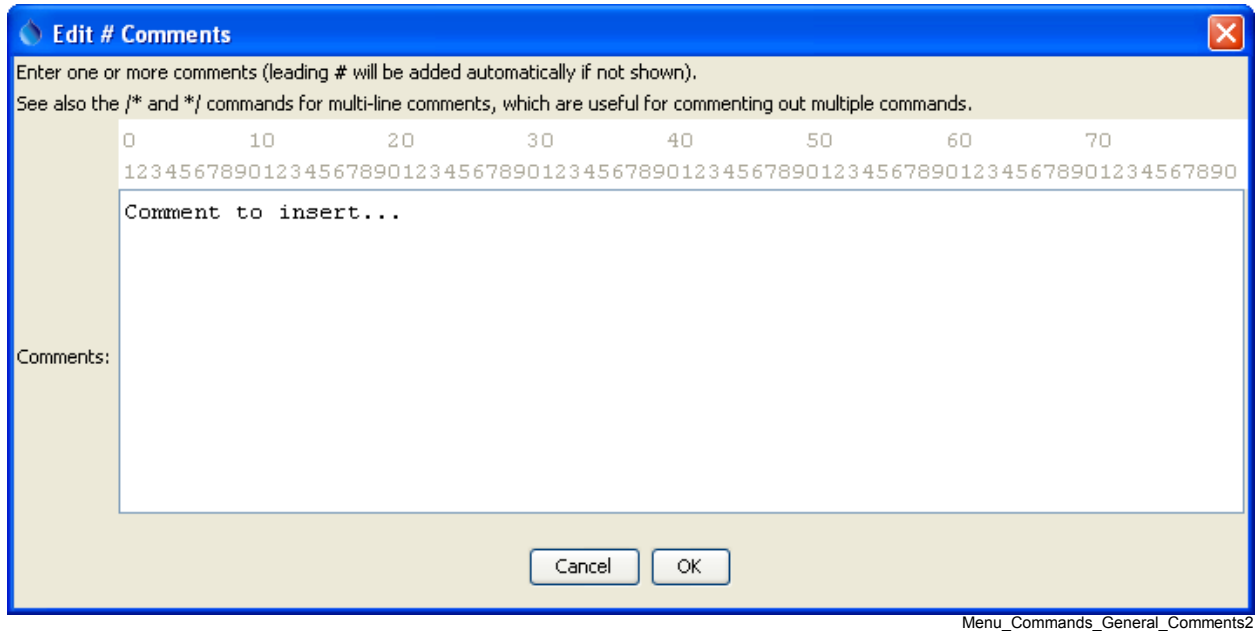 Edit # Comments
Enter one or more comments (leading # will be added automatically if not shown).
See also the /* and */ commands for multi-line comments, which are useful for commenting out multiple commands.
0 10 20 30 40 50 60 70
12345678901234567890123456789012345678901234567890123456789012345678901234567890
Comment to insert...
Comments:
Cancel OK
Menu_Commands_General_Comments2